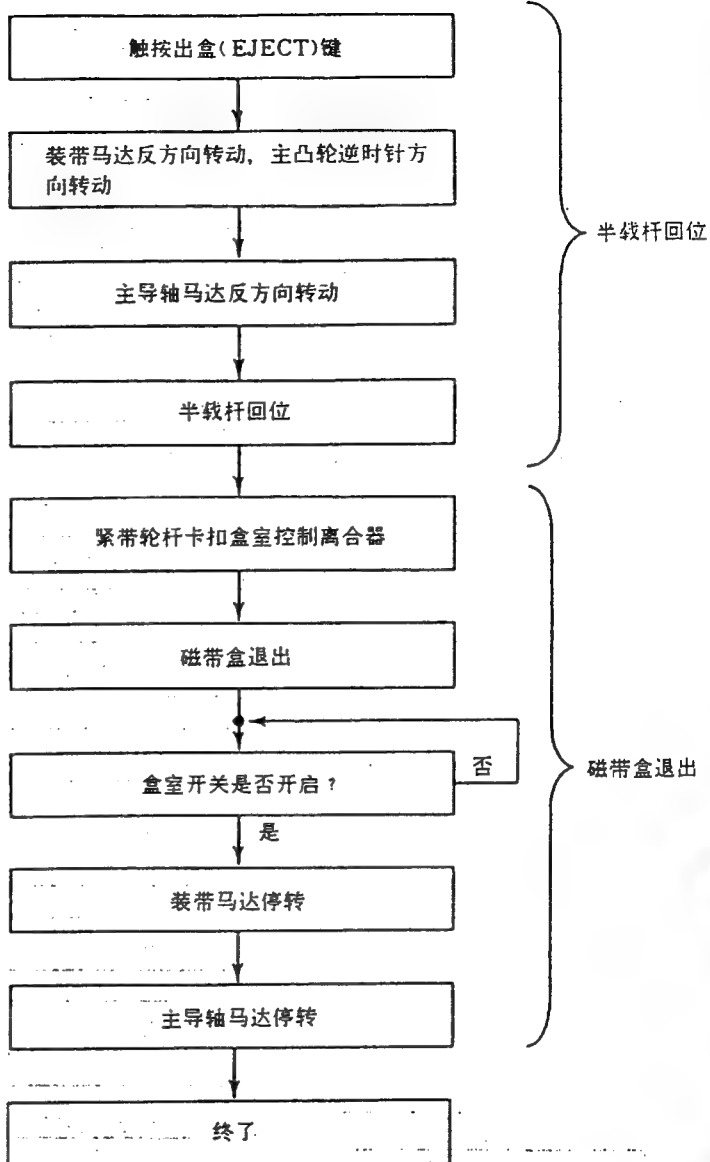 触按出盒(EJECT)键
装带马达反方向转动，主凸轮逆时针方
向转动
主导轴马达反方向转动
半载杆回位
半载杆回位
紧带轮杆卡扣盒室控制离合器
磁带盒退出
盒室开关是否开启？
否
磁带盒退出
是
装带马达停转
主导轴马达停转
终了